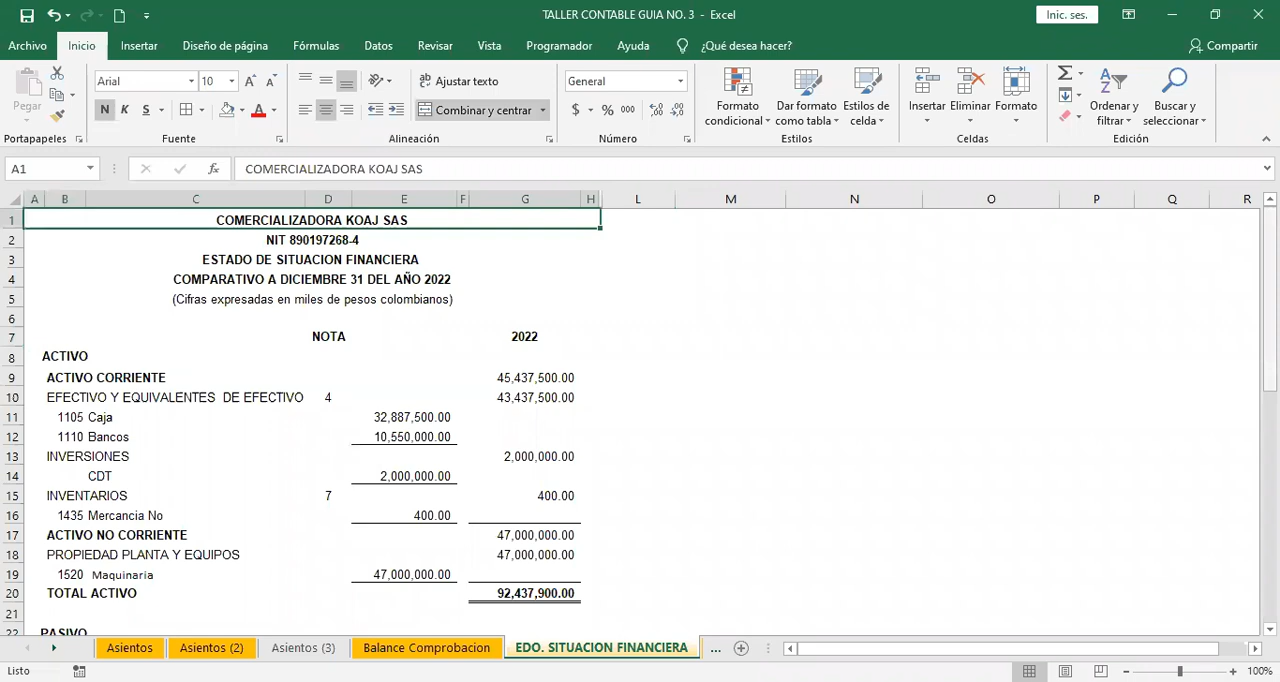 TALLER CONTABLE GUIA NO. 3 - Excel
Inic. ses.
Archivo Inicio Insertar Diseño de página Fórmulas Datos Revisar Vista Programador Ayuda ¿Qué desea hacer? Compartir
Pegar
Arial 10
N K S
Ajustar texto
Combinar y centrar
General
$ % 000
Formato condicional
Dar formato como tabla
Estilos de celda
Insertar Eliminar Formato
Ordenar y filtrar
Buscar y seleccionar
Portapapeles Fuente Alineación Número Estilos Celdas Edición
A1 fx COMERCIALIZADORA KOAJ SAS
A B C D E F G H L M N O P Q R
1 COMERCIALIZADORA KOAJ SAS
2 NIT 890197268-4
3 ESTADO DE SITUACION FINANCIERA
4 COMPARATIVO A DICIEMBRE 31 DEL AÑO 2022
5 (Cifras expresadas en miles de pesos colombianos)
6
7 NOTA 2022
8 ACTIVO
9 ACTIVO CORRIENTE 45,437,500.00
10 EFECTIVO Y EQUIVALENTES DE EFECTIVO 4 43,437,500.00
11 1105 Caja 32,887,500.00
12 1110 Bancos 10,550,000.00
13 INVERSIONES 2,000,000.00
14 CDT 2,000,000.00
15 INVENTARIOS 7 400.00
16 1435 Mercancia No 400.00
17 ACTIVO NO CORRIENTE 47,000,000.00
18 PROPIEDAD PLANTA Y EQUIPOS 47,000,000.00
19 1520 Maquinaría 47,000,000.00
20 TOTAL ACTIVO 92,437,900.00
21
22 PASIVO
Asientos Asientos (2) Asientos (3) Balance Comprobacion EDO. SITUACION FINANCIERA ...
Listo 100%